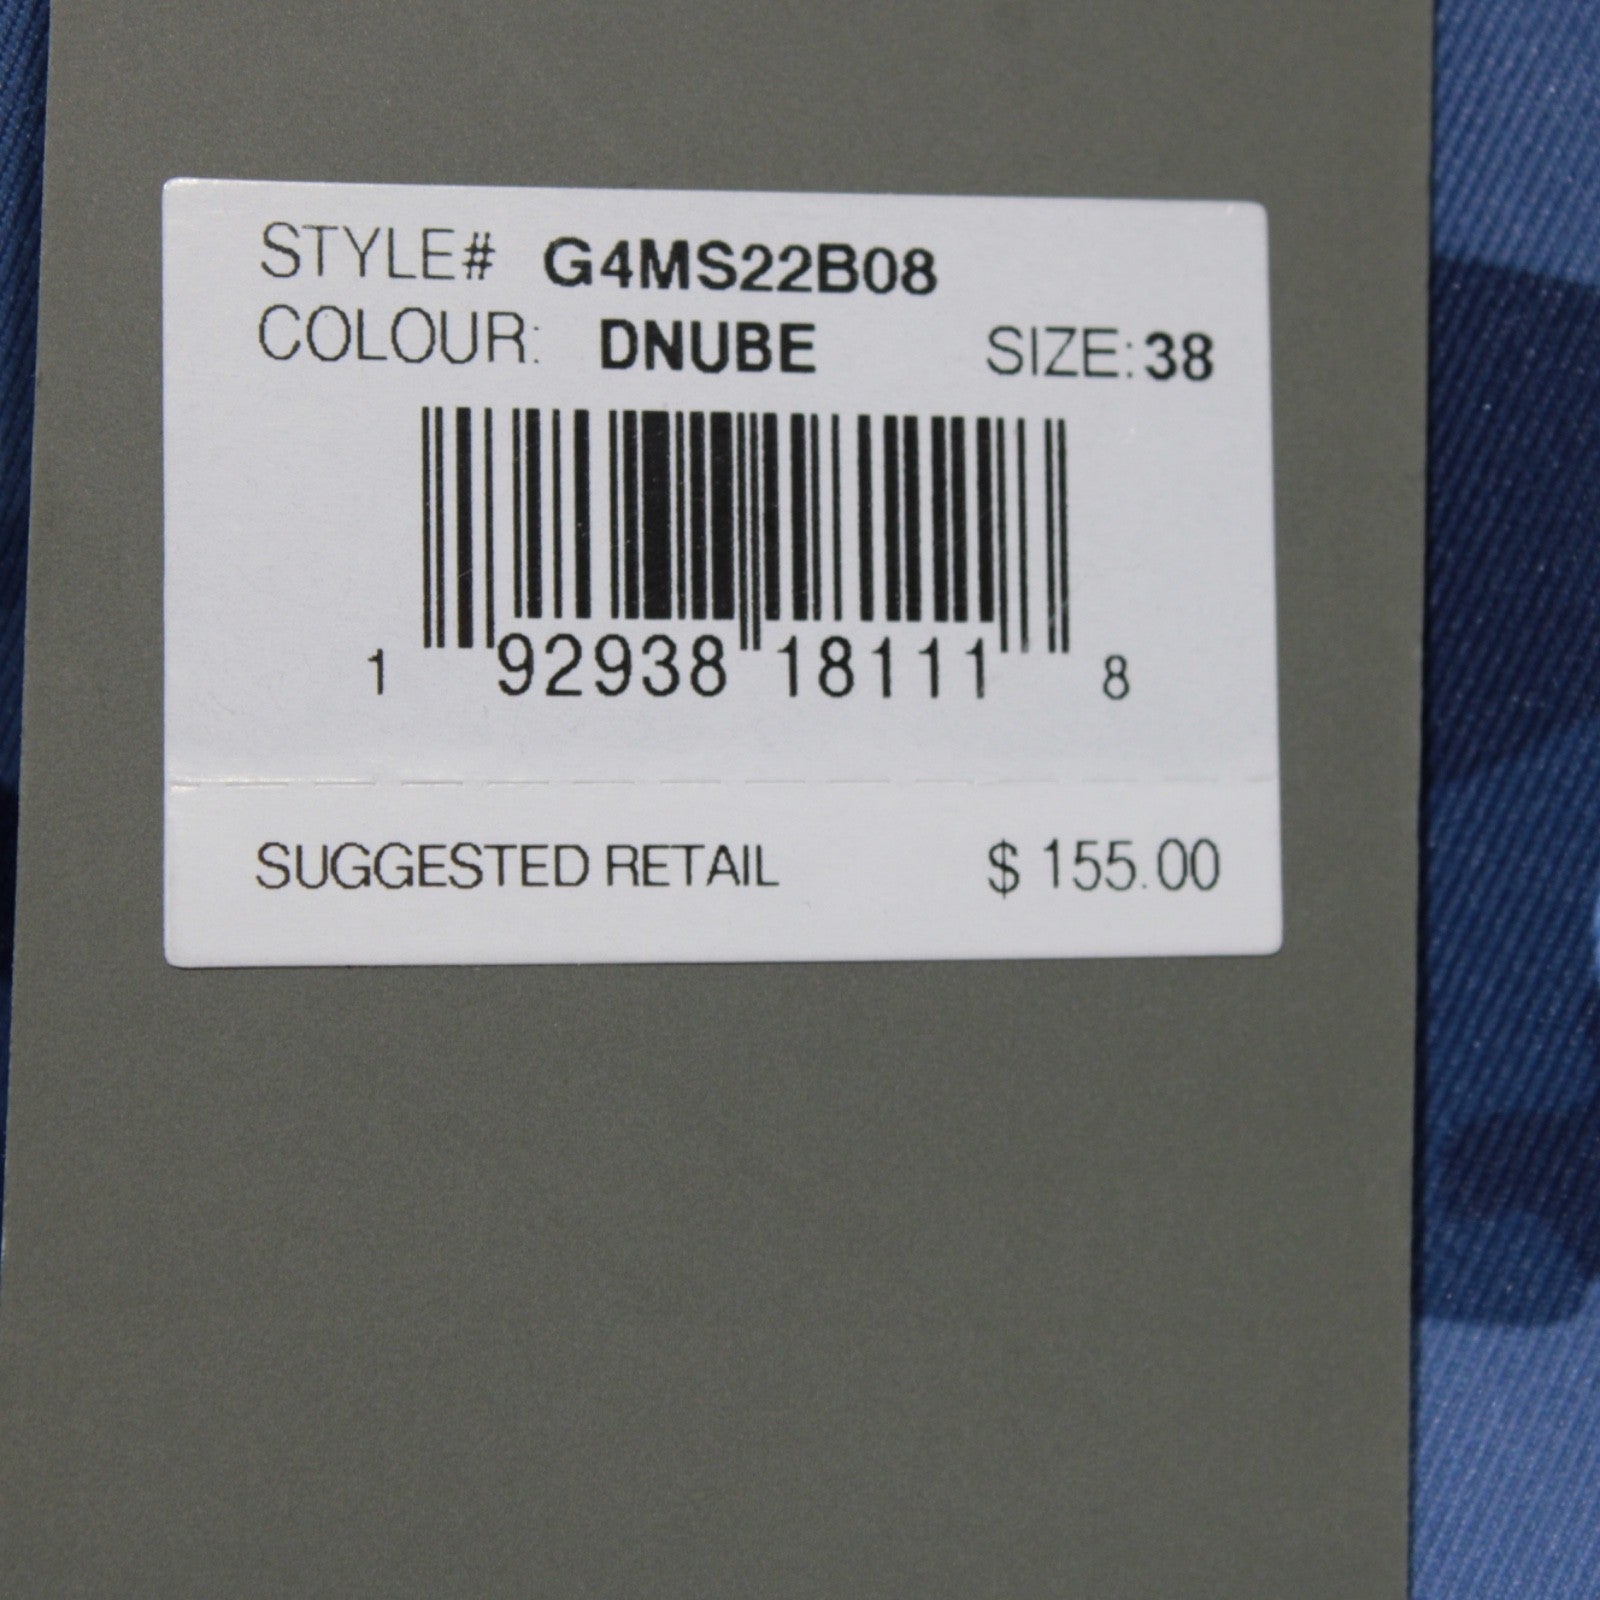 STYLE# G4MS22B08
COLOUR: DNUBE SIZE: 38
1 92938 18111 8
SUGGESTED RETAIL $ 155.00